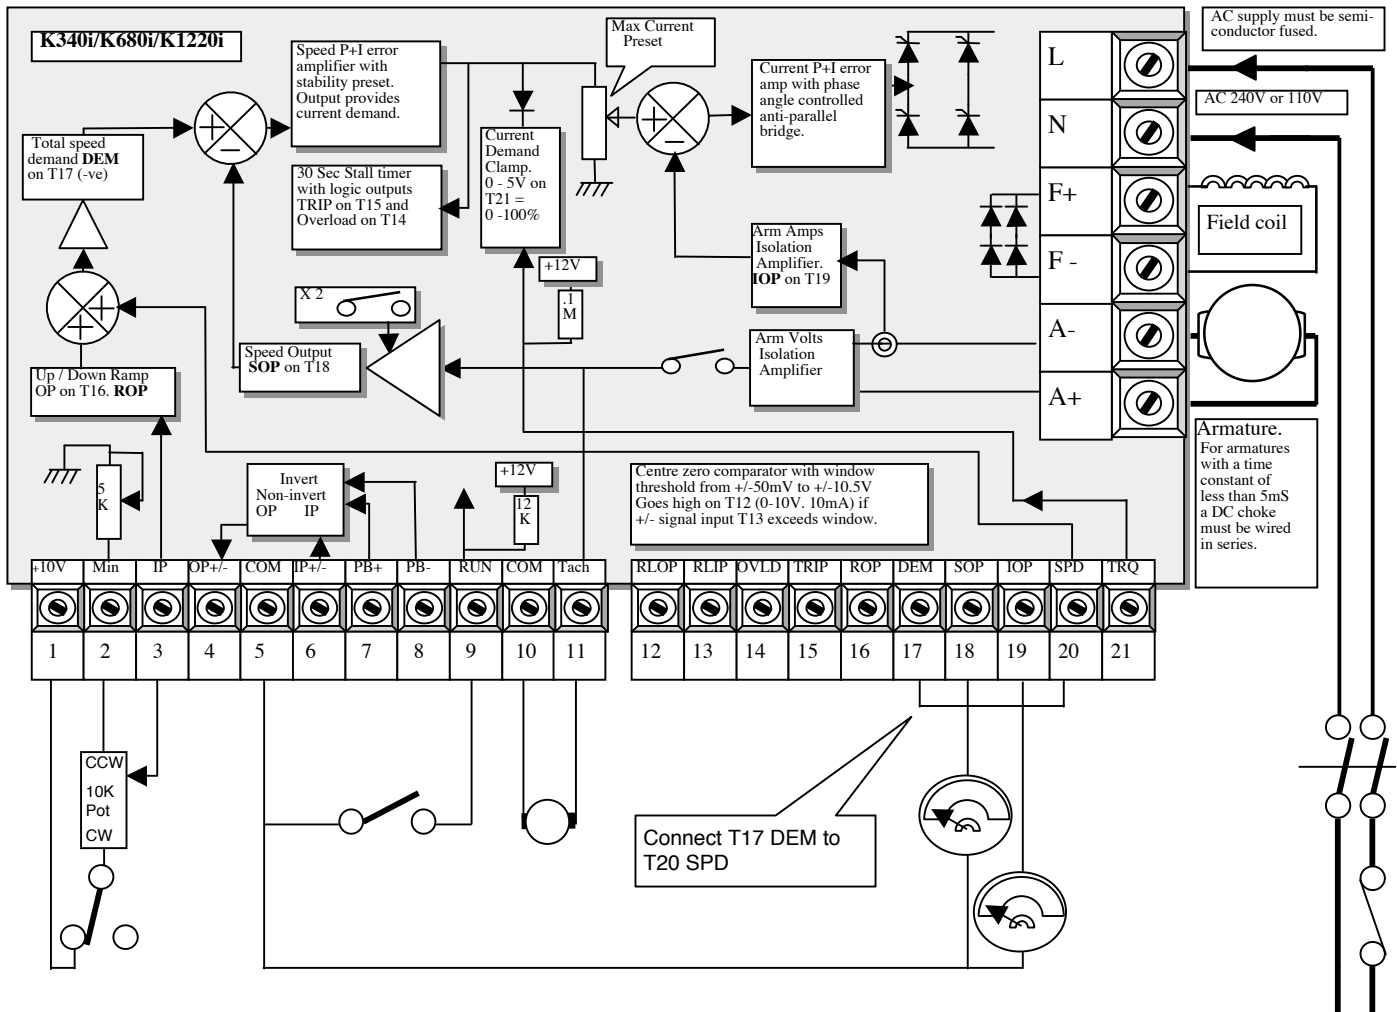 K340i/K680i/K1220i
Speed P+I error
amplifier with
stability preset.
Output provides
current demand.
Max Current
Preset
Current P+I error
amp with phase
angle controlled
anti-parallel
bridge.
L
N
F+
F -
A-
A+
AC supply must be semi-
conductor fused.
AC 240V or 110V
Field coil
Total speed
demand DEM
on T17 (-ve)
30 Sec Stall timer
with logic outputs
TRIP on T15 and
Overload on T14
Current
Demand
Clamp.
0 - 5V on
T21 =
0 -100%
+12V
.1
M
Arm Amps
Isolation
Amplifier.
IOP on T19
X 2
Speed Output
SOP on T18
Arm Volts
Isolation
Amplifier
Up / Down Ramp
OP on T16. ROP
Armature.
For armatures
with a time
constant of
less than 5mS
a DC choke
must be wired
in series.
5
K
Invert
Non-invert
OP IP
+12V
12
K
Centre zero comparator with window
threshold from +/-50mV to +/-10.5V
Goes high on T12 (0-10V. 10mA) if
+/- signal input T13 exceeds window.
+10V Min IP OP+/- COM IP+/- PB+ PB- RUN COM Tach
RLOP RLIP OVLD TRIP ROP DEM SOP IOP SPD TRQ
1 2 3 4 5 6 7 8 9 10 11
12 13 14 15 16 17 18 19 20 21
CCW
10K
Pot
CW
Connect T17 DEM to
T20 SPD